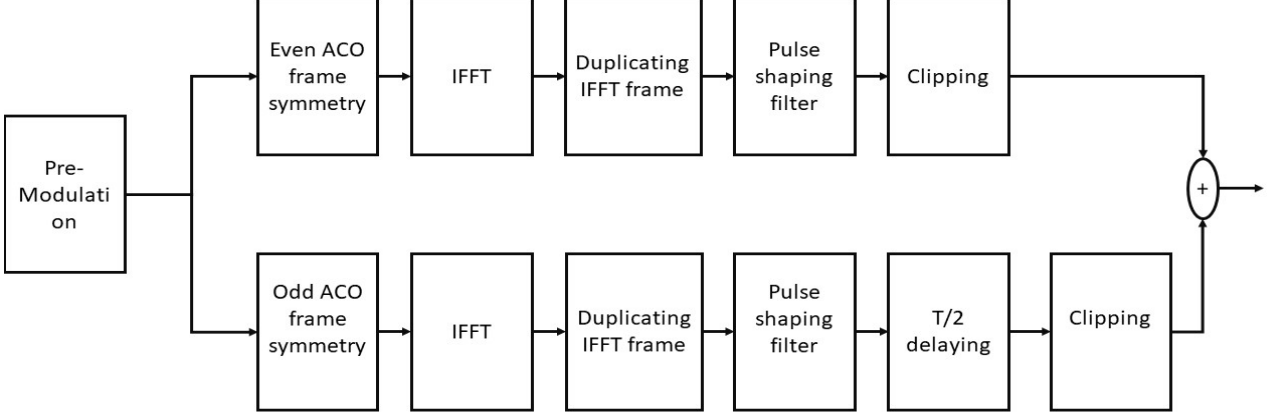 Even ACO
frame
symmetry
IFFT
Duplicating
IFFT frame
Pulse
shaping
filter
Clipping
Pre-
Modulati
on
+
Odd ACO
frame
symmetry
IFFT
Duplicating
IFFT frame
Pulse
shaping
filter
T/2
delaying
Clipping